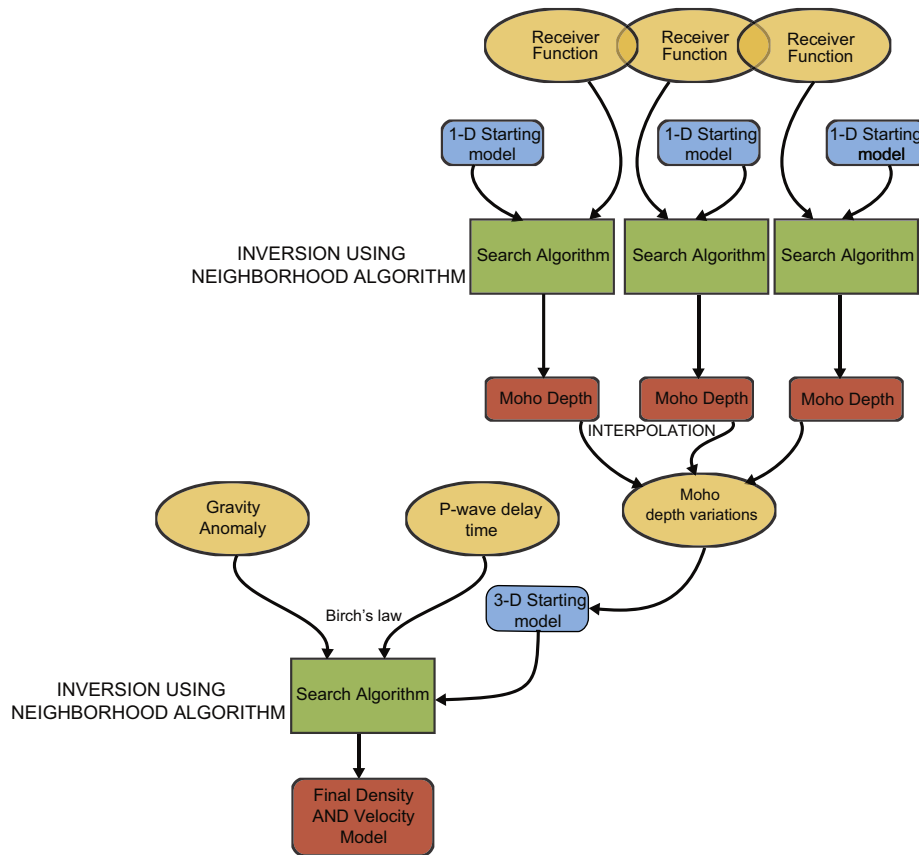 Receiver
Function
Receiver
Function
Receiver
Function
1-D Starting
model
1-D Starting
model
1-D Starting
model
INVERSION USING
NEIGHBORHOOD ALGORITHM
Search Algorithm
Search Algorithm
Search Algorithm
Moho Depth
Moho Depth
Moho Depth
INTERPOLATION
Moho
depth variations
Gravity
Anomaly
P-wave delay
time
3-D Starting
model
Birch's law
INVERSION USING
NEIGHBORHOOD ALGORITHM
Search Algorithm
Final Density
AND Velocity
Model